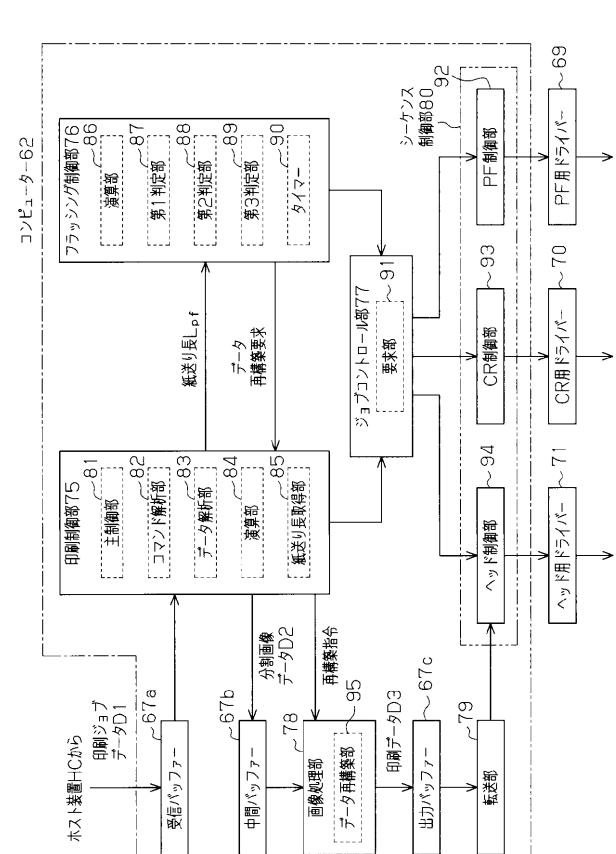 コンピューター62
ホスト装置HCから
印刷ジョブ
データD1
受信バッファー
67a
中間バッファー
67b
画像処理部
78
データ再構築部
95
印刷データD3
出力バッファー
67c
転送部
79
分割画像
データD2
再構築指令
印刷制御部75
主制御部
81
コマンド解析部
82
データ解析部
83
演算部
84
紙送り長取得部
85
紙送り長Lpf
データ
再構築要求
フラッシング制御部76
演算部
86
第1判定部
87
第2判定部
88
第3判定部
89
タイマー
90
ジョブコントロール部77
要求部
91
シーケンス
制御部80
ヘッド制御部
94
CR制御部
93
PF制御部
92
ヘッド用ドライバー
71
CR用ドライバー
70
PF用ドライバー
69